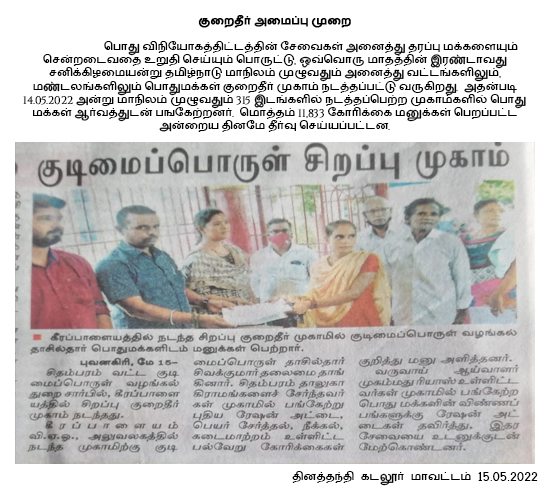 குறைதீர் அமைப்பு முறை
பொது விநியோகத்திட்டத்தின் சேவைகள் அனைத்து தரப்பு மக்களையும்
சென்றடைவதை உறுதி செய்யும் பொருட்டு, ஒவ்வொரு மாதத்தின் இரண்டாவது
சனிக்கிழமையன்று தமிழ்நாடு மாநிலம் முழுவதும் அனைத்து வட்டங்களிலும்,
மண்டலங்களிலும் பொதுமக்கள் குறைதீர் முகாம் நடத்தப்பட்டு வருகிறது. அதன்படி
14.05.2022 அன்று மாநிலம் முழுவதும் 315 இடங்களில் நடத்தப்பெற்ற முகாம்களில் பொது
மக்கள் ஆர்வத்துடன் பங்கேற்றனர். மொத்தம் 11,833 கோரிக்கை மனுக்கள் பெறப்பட்ட
அன்றைய தினமே தீர்வு செய்யப்பட்டன.
குடிமைப்பொருள் சிறப்பு முகாம்
கீரப்பாளையத்தில் நடந்த சிறப்பு குறைதீர் முகாமில் குடிமைப்பொருள் வழங்கல்
தாசில்தார் பொதுமக்களிடம் மனுக்கள் பெற்றார்.
புவனகிரி, மே 15-
சிதம்பரம் வட்ட குடி
மைப்பொருள் வழங்கல்
துறை சார்பில், கீரப்பாளை
யத்தில் சிறப்பு குறைதீர்
முகாம் நடந்தது.
கீரப்பாளையம்
வி.ஏ.ஓ., அலுவலகத்தில்
நடந்த முகாமிற்கு குடி
மைப்பொருள் தாசில்தார்
சிவக்குமார் தலைமை தாங்
கினார். சிதம்பரம் தாலுகா
கிராமங்களைச் சேர்ந்தவர்
கள் முகாமில் பங்கேற்று
புதிய ரேஷன் அட்டை,
பெயர் சேர்த்தல், நீக்கல்,
கடைமாற்றம் உள்ளிட்ட
பல்வேறு கோரிக்கைகள்
குறித்து மனு அளித்தனர்.
வருவாய் ஆய்வாளர்
முகம்மது ரியாஸ் உள்ளிட்ட
வர்கள் முகாமில் பங்கேற்ற
பொது மக்களின் விண்ணப்
பங்களுக்கு ரேஷன் அட்
டைகள் தவிர்த்து, இதர
சேவையை உடனுக்குடன்
மேற்கொண்டனர்.
தினத்தந்தி கடலூர் மாவட்டம் 15.05.2022